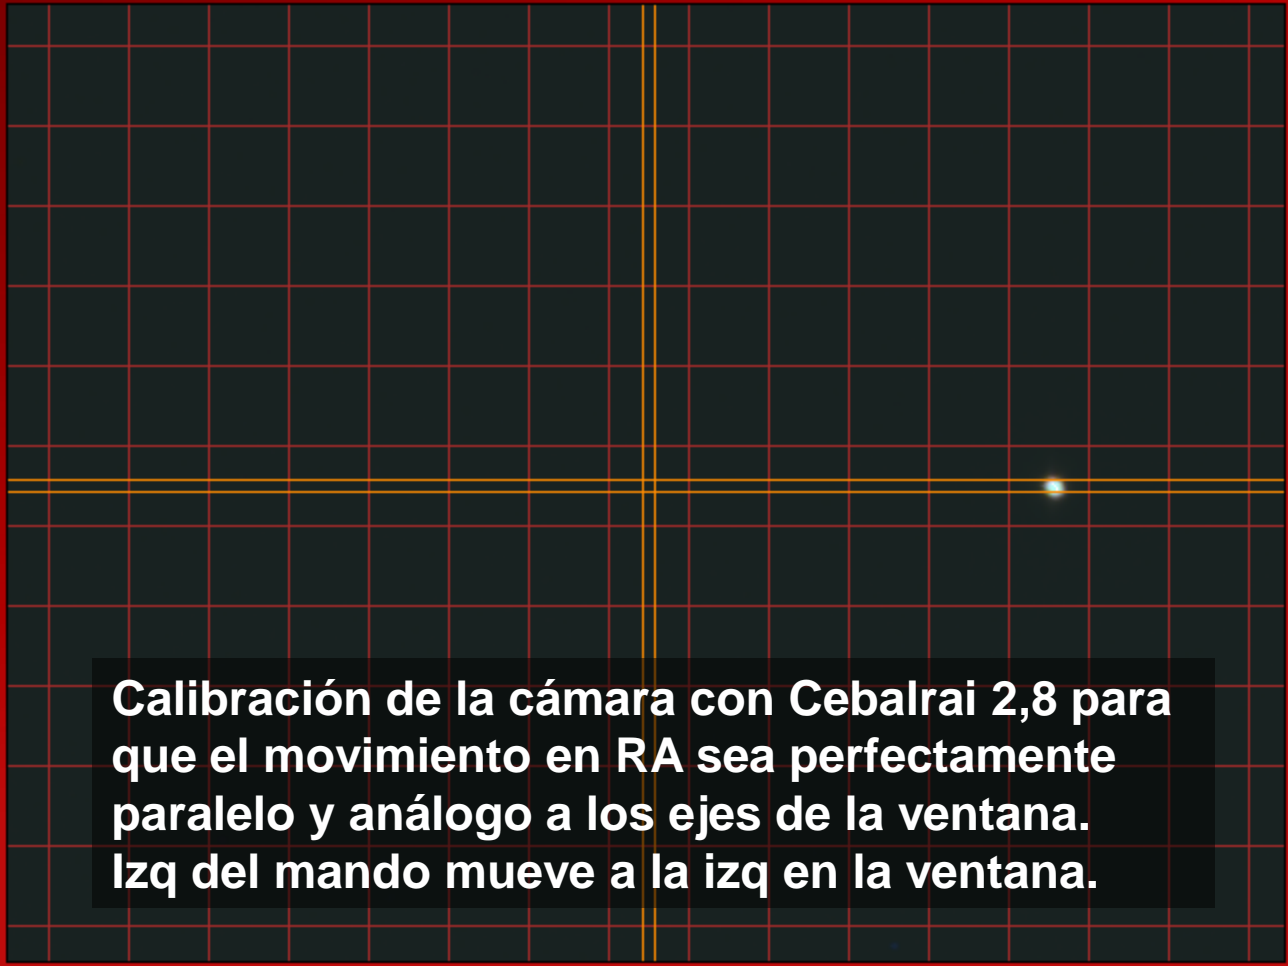 Calibración de la cámara con Cebalrai 2,8 para
que el movimiento en RA sea perfectamente
paralelo y análogo a los ejes de la ventana.
Izq del mando mueve a la izq en la ventana.